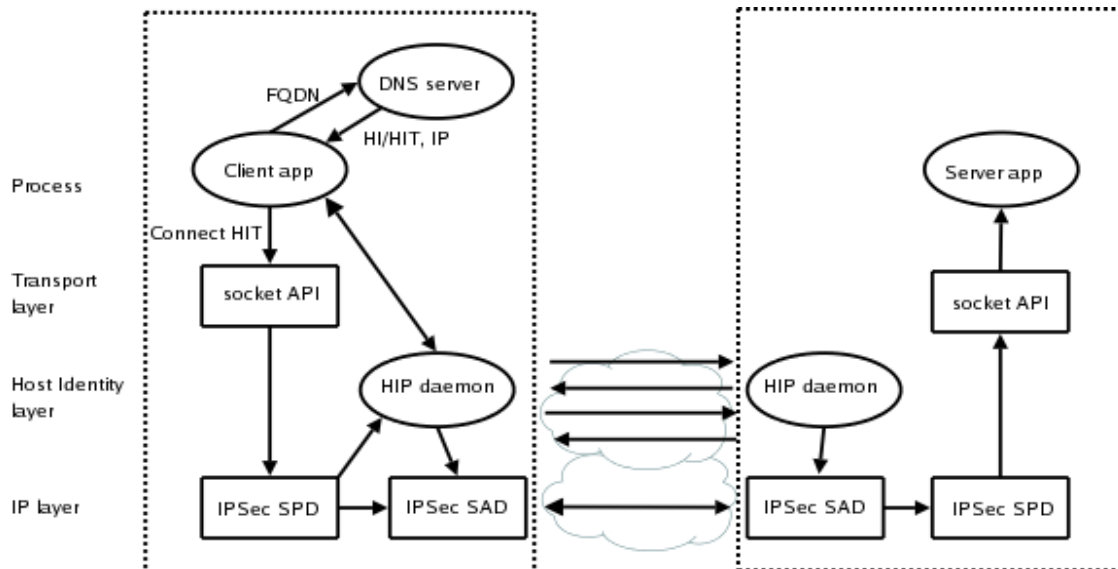 DNS server
FQDN
HI/HIT, IP
Client app
Process
Server app
Connect HIT
Transport
layer
socket API
socket API
Host Identity
layer
HIP daemon
HIP daemon
IP layer
IPSec SPD
IPSec SAD
IPSec SAD
IPSec SPD